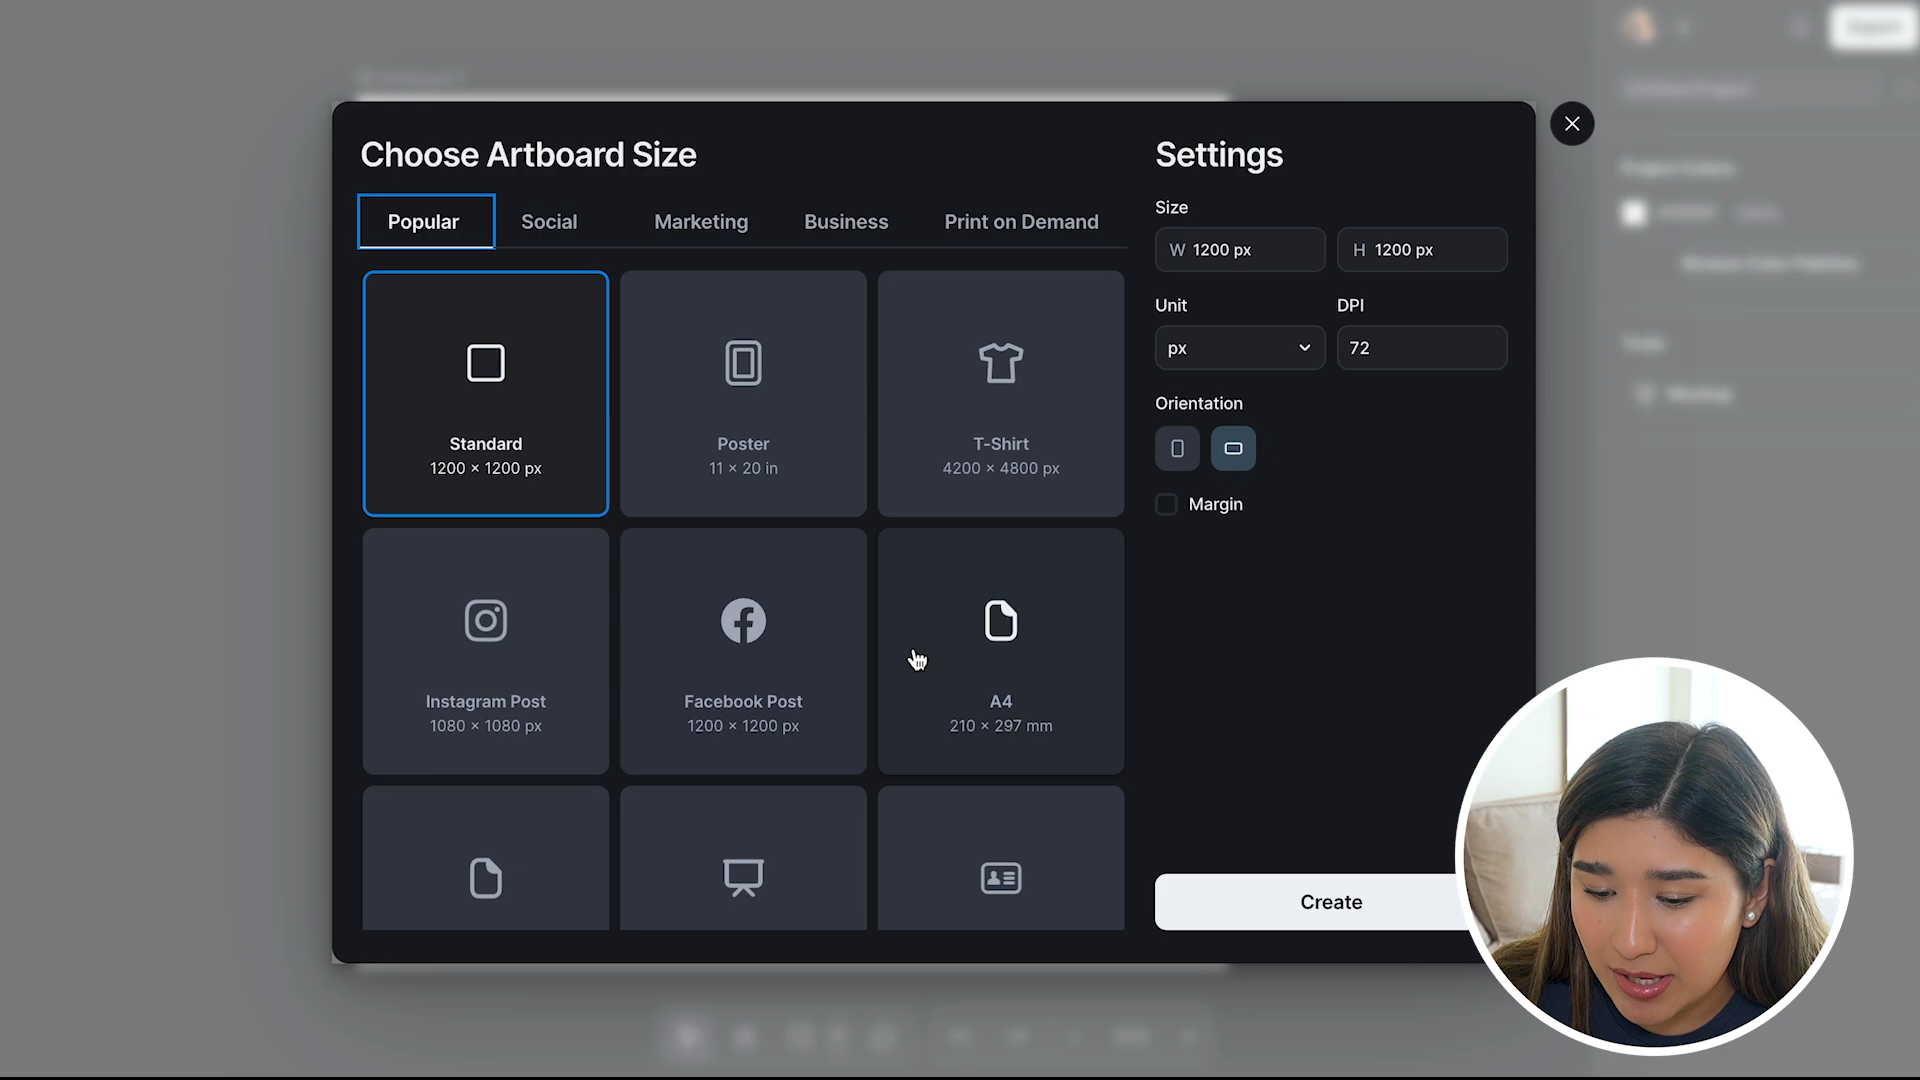 Choose Artboard Size
Popular
Social
Marketing
Business
Print on Demand
Standard
1200 × 1200 px
Poster
11 × 20 in
T-Shirt
4200 × 4800 px
Instagram Post
1080 × 1080 px
Facebook Post
1200 × 1200 px
A4
210 × 297 mm
Settings
Size
W 1200 px
H 1200 px
Unit
DPI
px
72
Orientation
Margin
Create